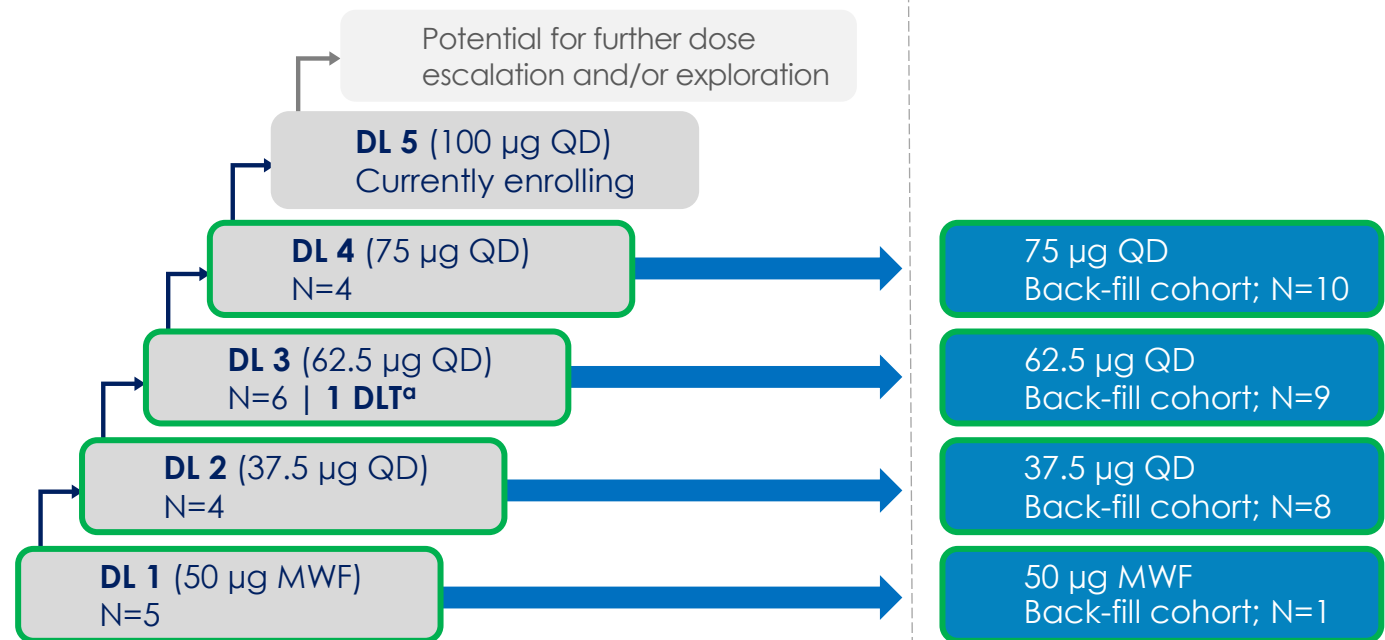 Potential for further dose
escalation and/or exploration
DL 5 (100 µg QD)
Currently enrolling
DL 4 (75 µg QD)
N=4
75 µg QD
Back-fill cohort; N=10
DL 3 (62.5 µg QD)
N=6 | 1 DLTᵃ
62.5 µg QD
Back-fill cohort; N=9
DL 2 (37.5 µg QD)
N=4
37.5 µg QD
Back-fill cohort; N=8
DL 1 (50 µg MWF)
N=5
50 µg MWF
Back-fill cohort; N=1